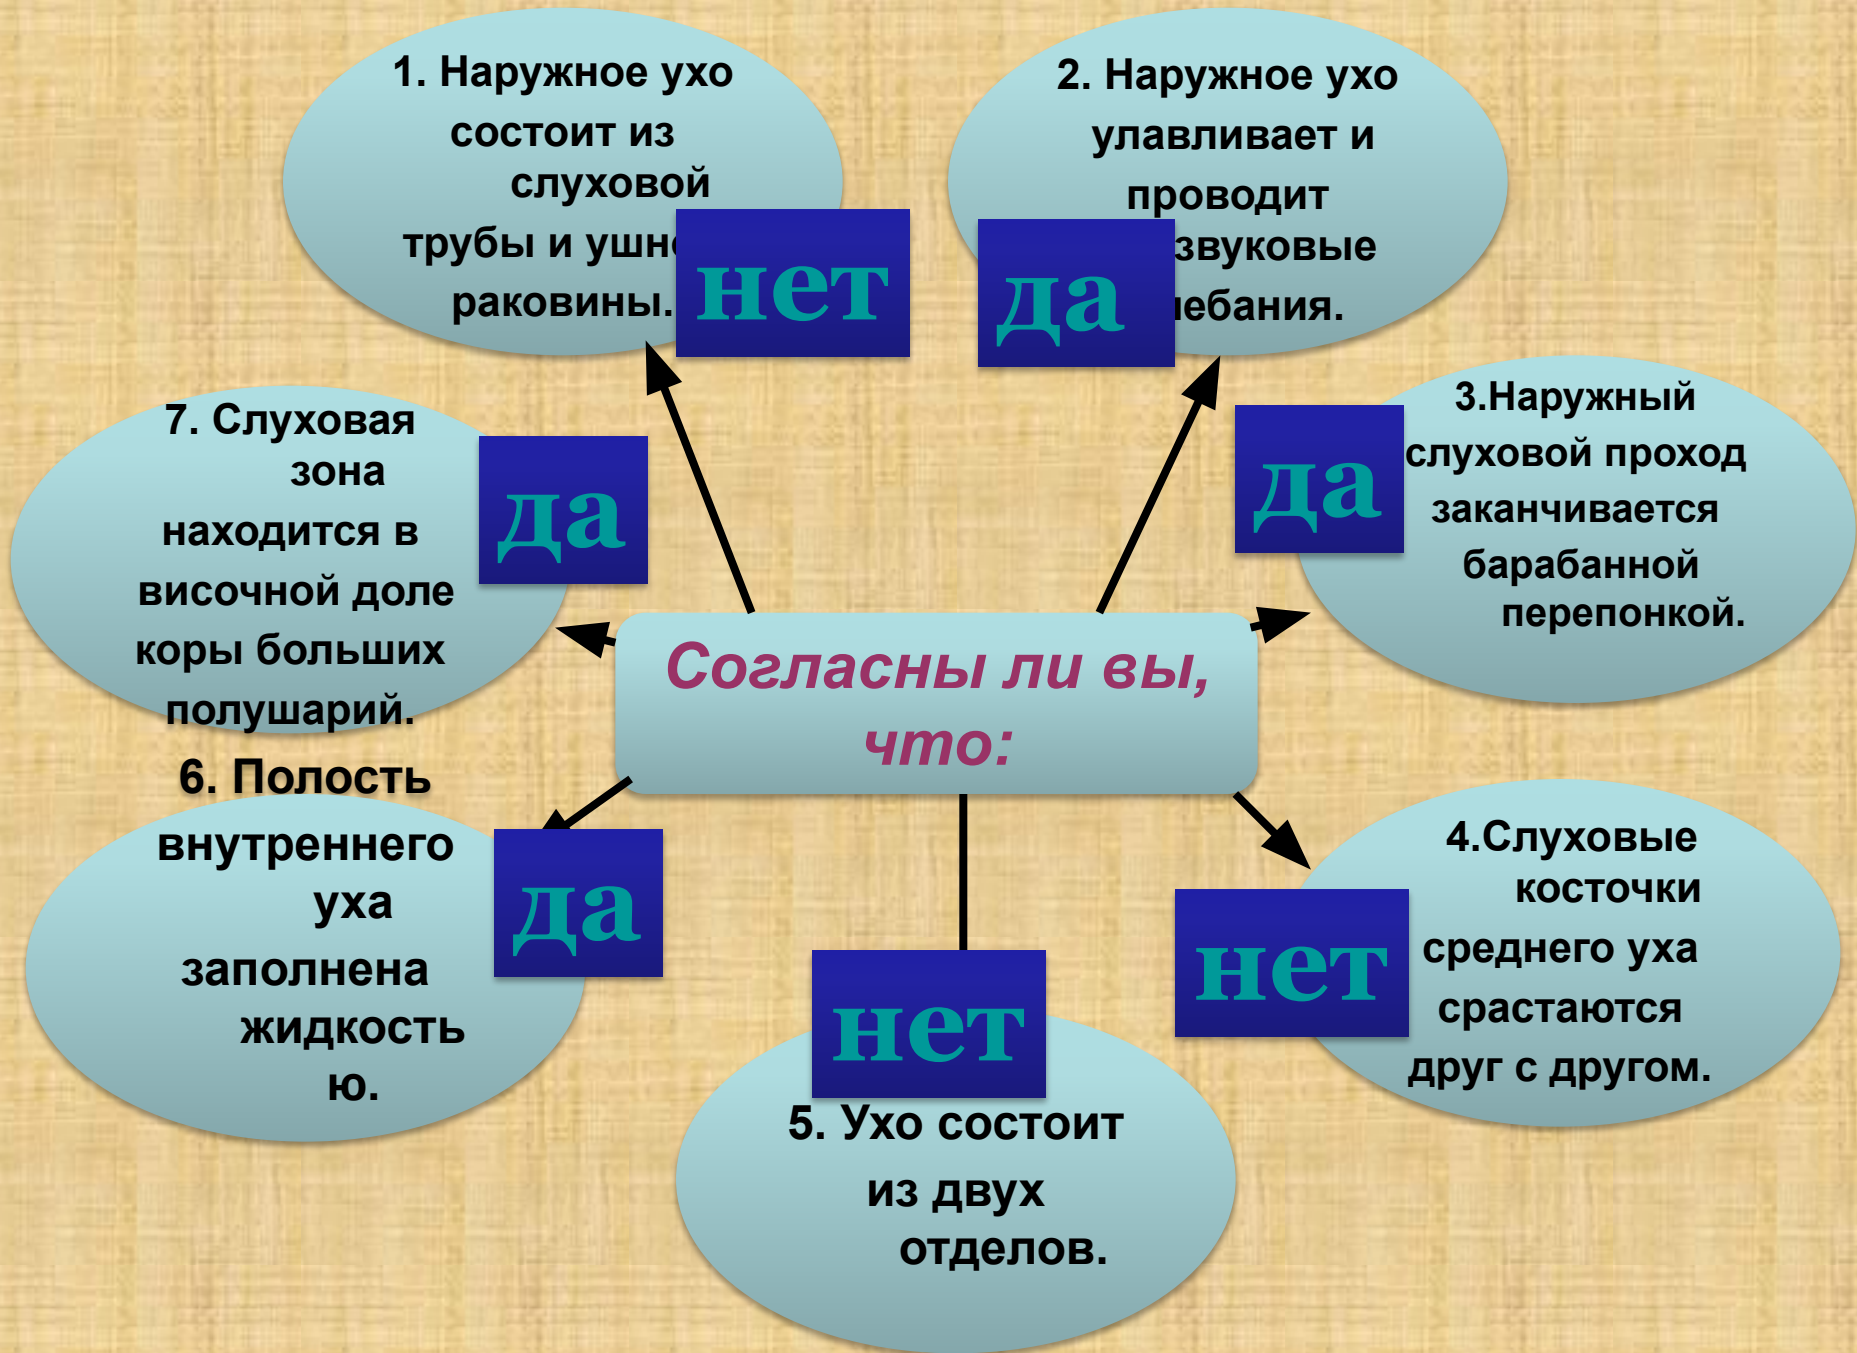 1. Наружное ухо
состоит из
слуховой
трубы и
раковины.
нет
2. Наружное ухо
улавливает и
проводит
звуковые
да
3.Наружный
слуховой проход
заканчивается
барабанной
перепонкой.
да
Согласны ли вы,
что:
4.Слуховые
косточки
среднего уха
срастаются
друг с другом.
нет
5. Ухо состоит
из двух
отделов.
нет
6. Полость
внутреннего
уха
заполнена
жидкость
ю.
да
7. Слуховая
зона
находится в
височной доле
коры больших
полушарий.
да